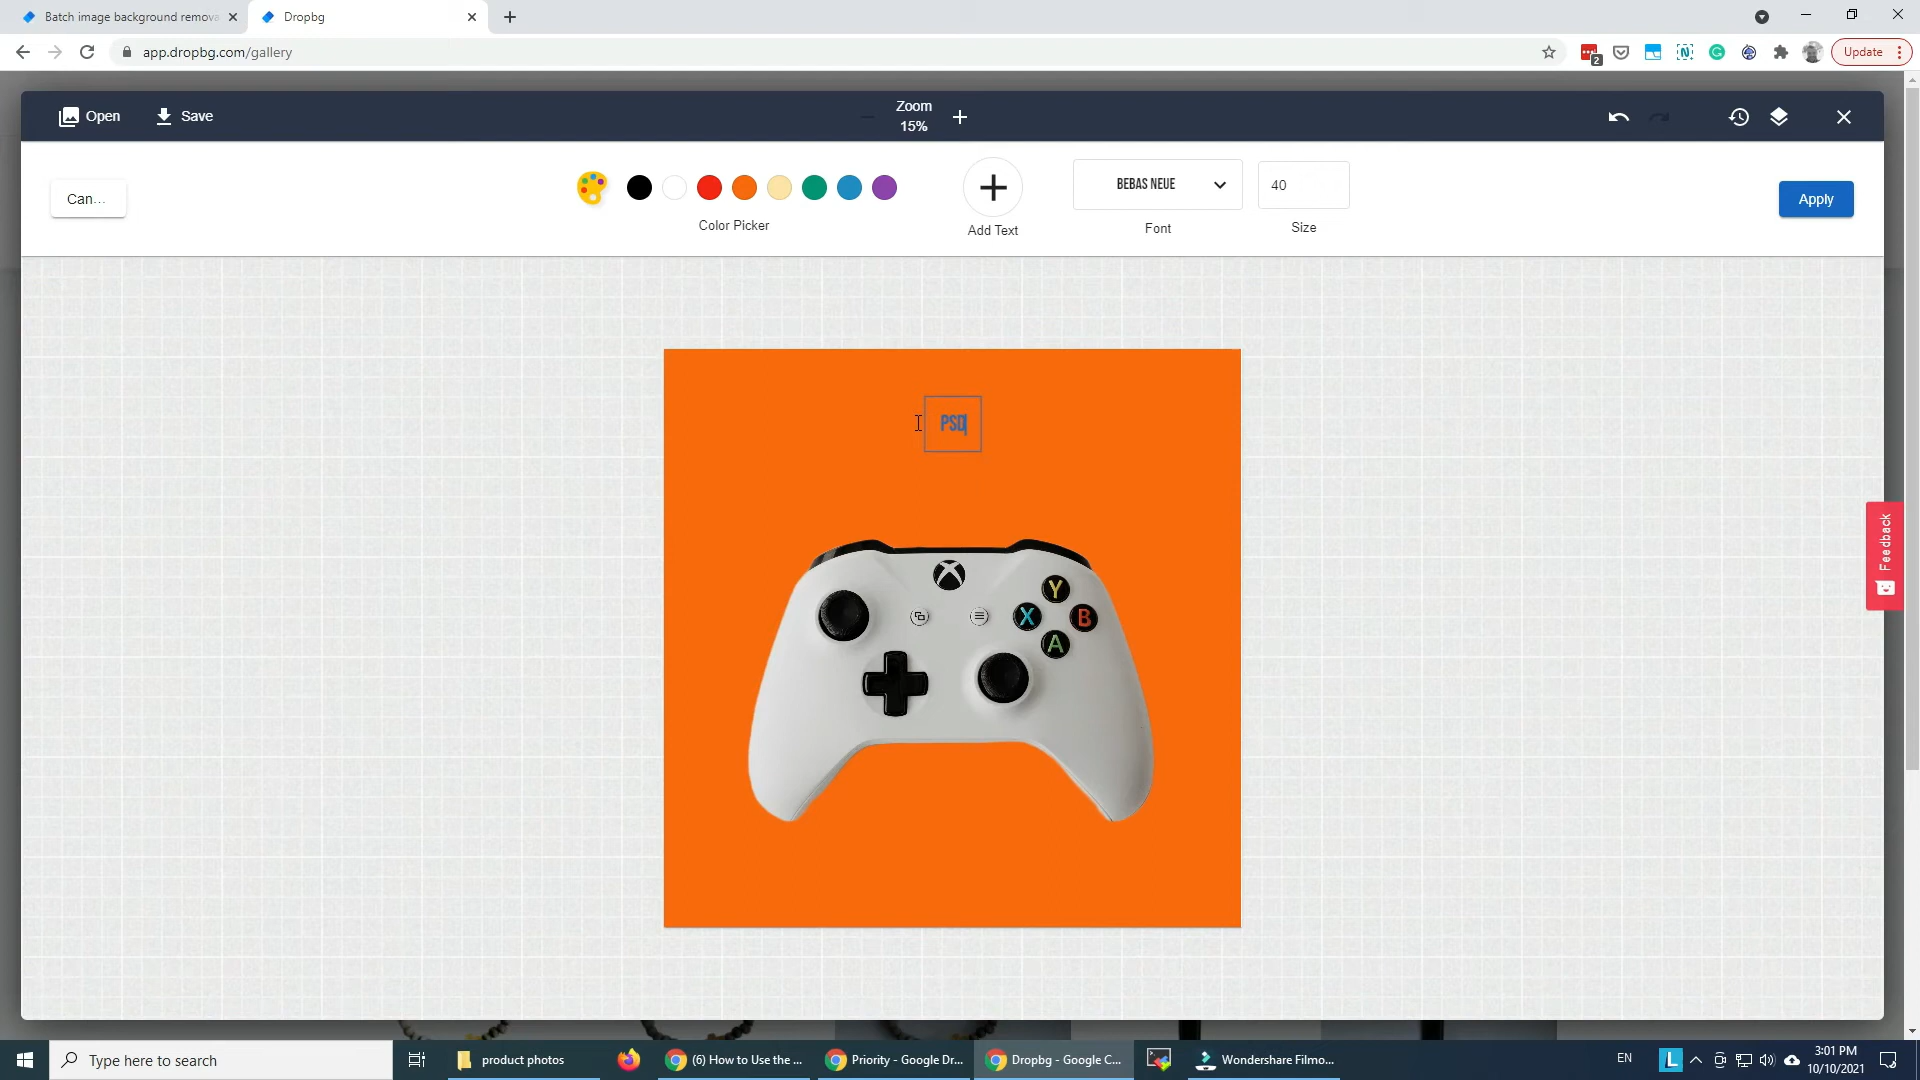 Batch image background remova
Dropbg
app.dropbg.com/gallery
2
Update
Open
Save
Zoom
15%
Can...
Color Picker
Add Text
BEBAS NEUE
Font
40
Size
Apply
PSD
Y
X
B
A
Feedback
Type here to search
product photos
(6) How to Use the ...
Priority - Google Dr...
Dropbg - Google C...
Wondershare Filmo...
EN
L
3:01 PM
10/10/2021